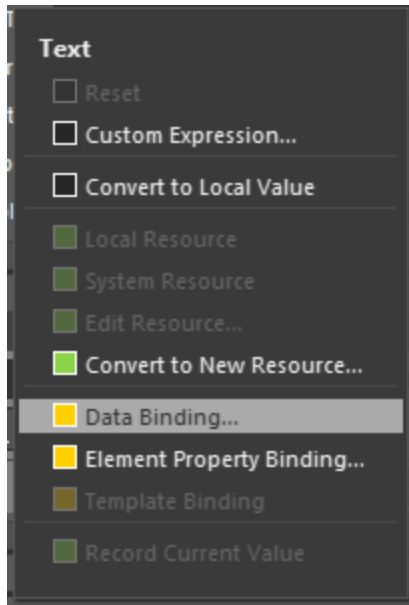 Text
Reset
Custom Expression...
Convert to Local Value
Local Resource
System Resource
Edit Resource...
Convert to New Resource...
Data Binding...
Element Property Binding...
Template Binding
Record Current Value